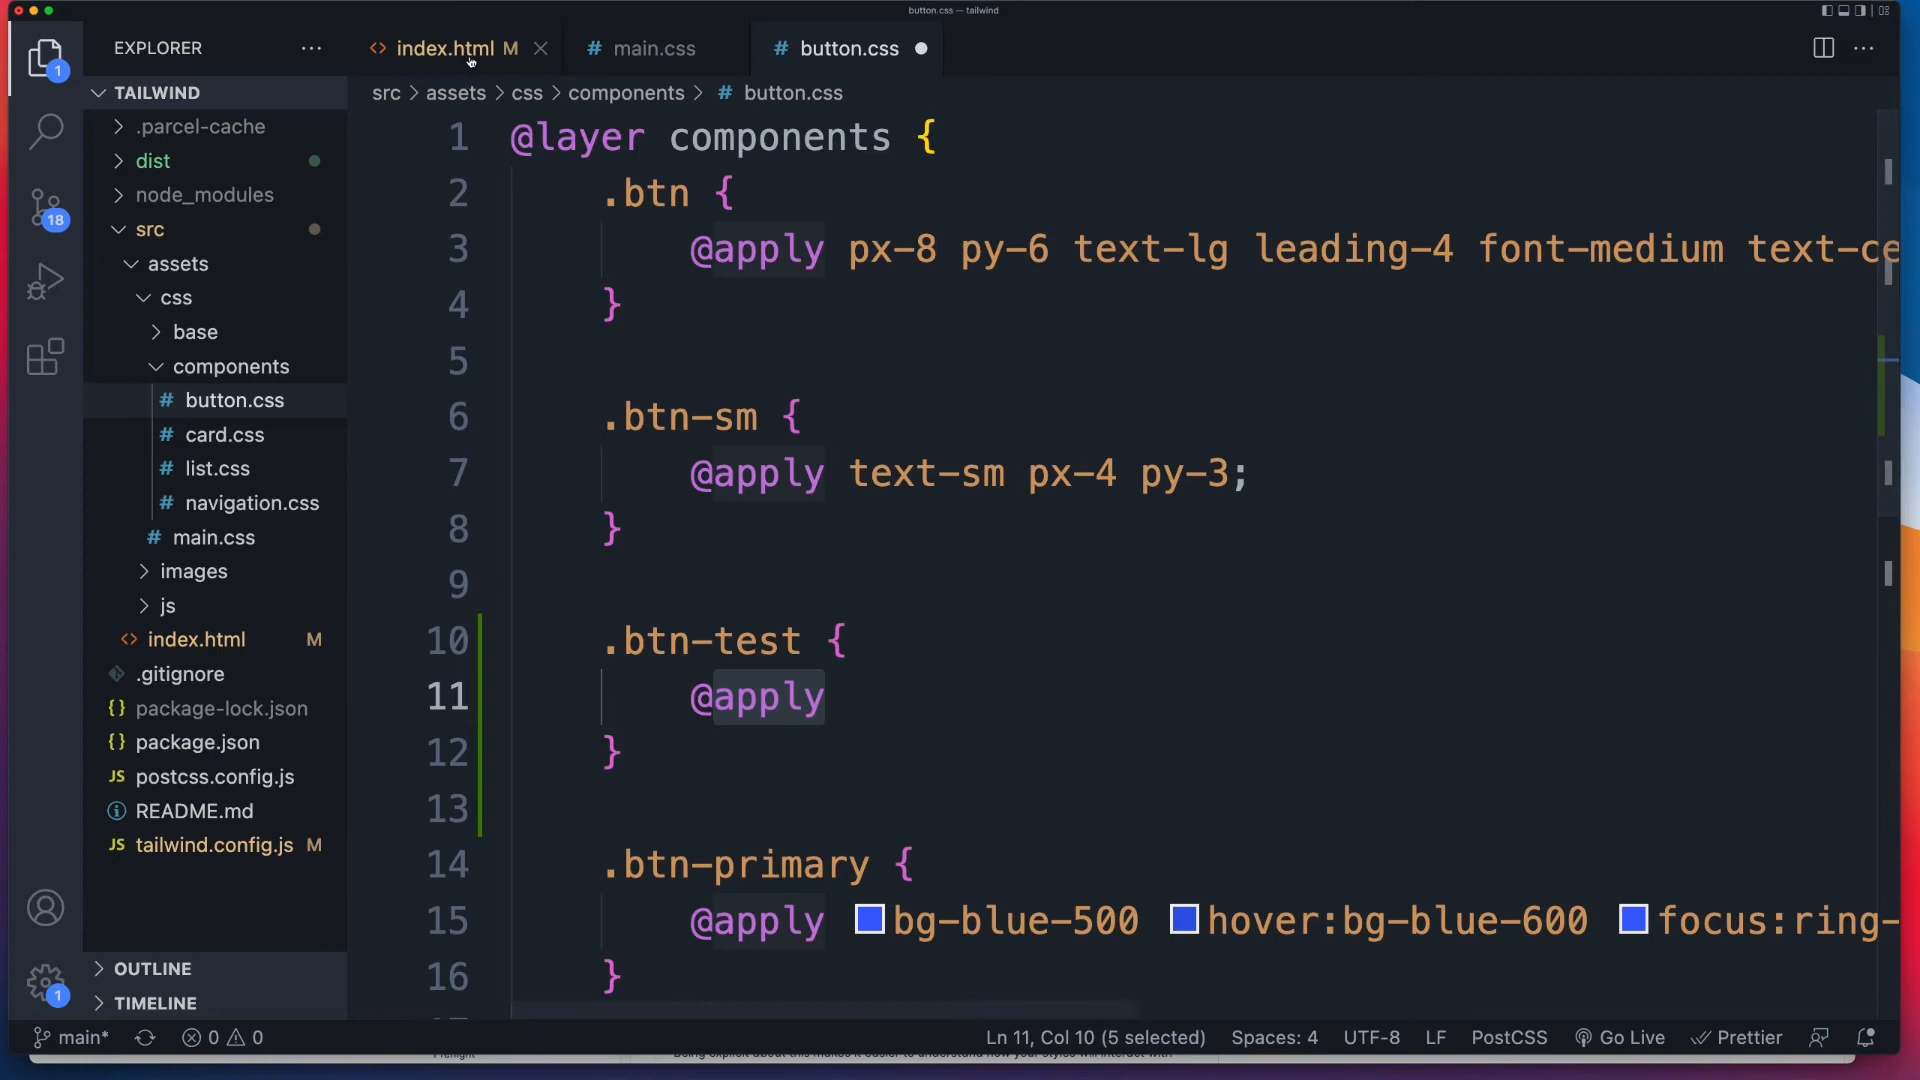 button.css — tailwind
EXPLORER
index.html M
# main.css
# button.css
TAILWIND
src > assets > css > components > # button.css
.parcel-cache
dist
node_modules
src
assets
css
base
components
# button.css
# card.css
# list.css
# navigation.css
# main.css
images
js
index.html M
.gitignore
{} package-lock.json
{} package.json
JS postcss.config.js
README.md
JS tailwind.config.js M
OUTLINE
TIMELINE
1
18
1
1 @layer components {
2 .btn {
3 @apply px-8 py-6 text-lg leading-4 font-medium text-ce
4 }
5
6 .btn-sm {
7 @apply text-sm px-4 py-3;
8 }
9
10 .btn-test {
11 @apply
12 }
13
14 .btn-primary {
15 @apply bg-blue-500 hover:bg-blue-600 focus:ring-
16 }
main* 0 0 Ln 11, Col 10 (5 selected) Spaces: 4 UTF-8 LF PostCSS Go Live Prettier